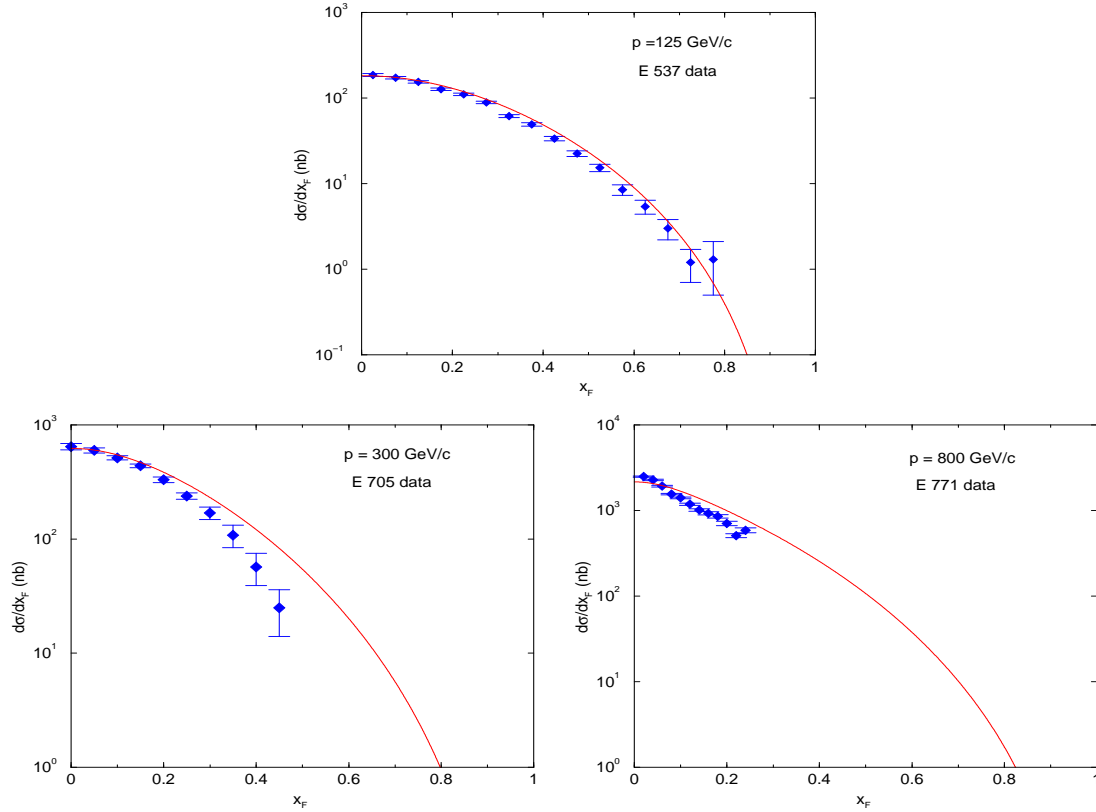 10³
10²
10¹
10⁰
10⁻¹
dσ/dx_F (nb)
p =125 GeV/c
E 537 data
0 0.2 0.4 0.6 0.8 1
x_F
10³
10²
10¹
10⁰
dσ/dx_F (nb)
p = 300 GeV/c
E 705 data
0 0.2 0.4 0.6 0.8 1
x_F
10⁴
10³
10²
10¹
10⁰
dσ/dx_F (nb)
p = 800 GeV/c
E 771 data
0 0.2 0.4 0.6 0.8 1
x_F